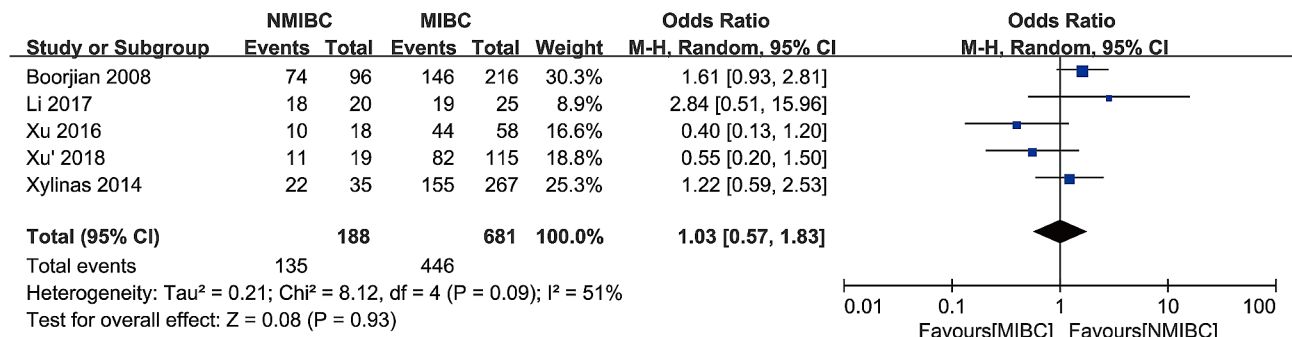 NMIBC MIBC Odds Ratio Odds Ratio
Study or Subgroup Events Total Events Total Weight M-H, Random, 95% CI M-H, Random, 95% CI
Boorjian 2008 74 96 146 216 30.3% 1.61 [0.93, 2.81]
Li 2017 18 20 19 25 8.9% 2.84 [0.51, 15.96]
Xu 2016 10 18 44 58 16.6% 0.40 [0.13, 1.20]
Xu' 2018 11 19 82 115 18.8% 0.55 [0.20, 1.50]
Xylinas 2014 22 35 155 267 25.3% 1.22 [0.59, 2.53]
Total (95% CI) 188 681 100.0% 1.03 [0.57, 1.83]
Total events 135 446
Heterogeneity: Tau² = 0.21; Chi² = 8.12, df = 4 (P = 0.09); I² = 51%
Test for overall effect: Z = 0.08 (P = 0.93)
0.01 0.1 1 10 100
Favours[MIBC] Favours[NMIBC]